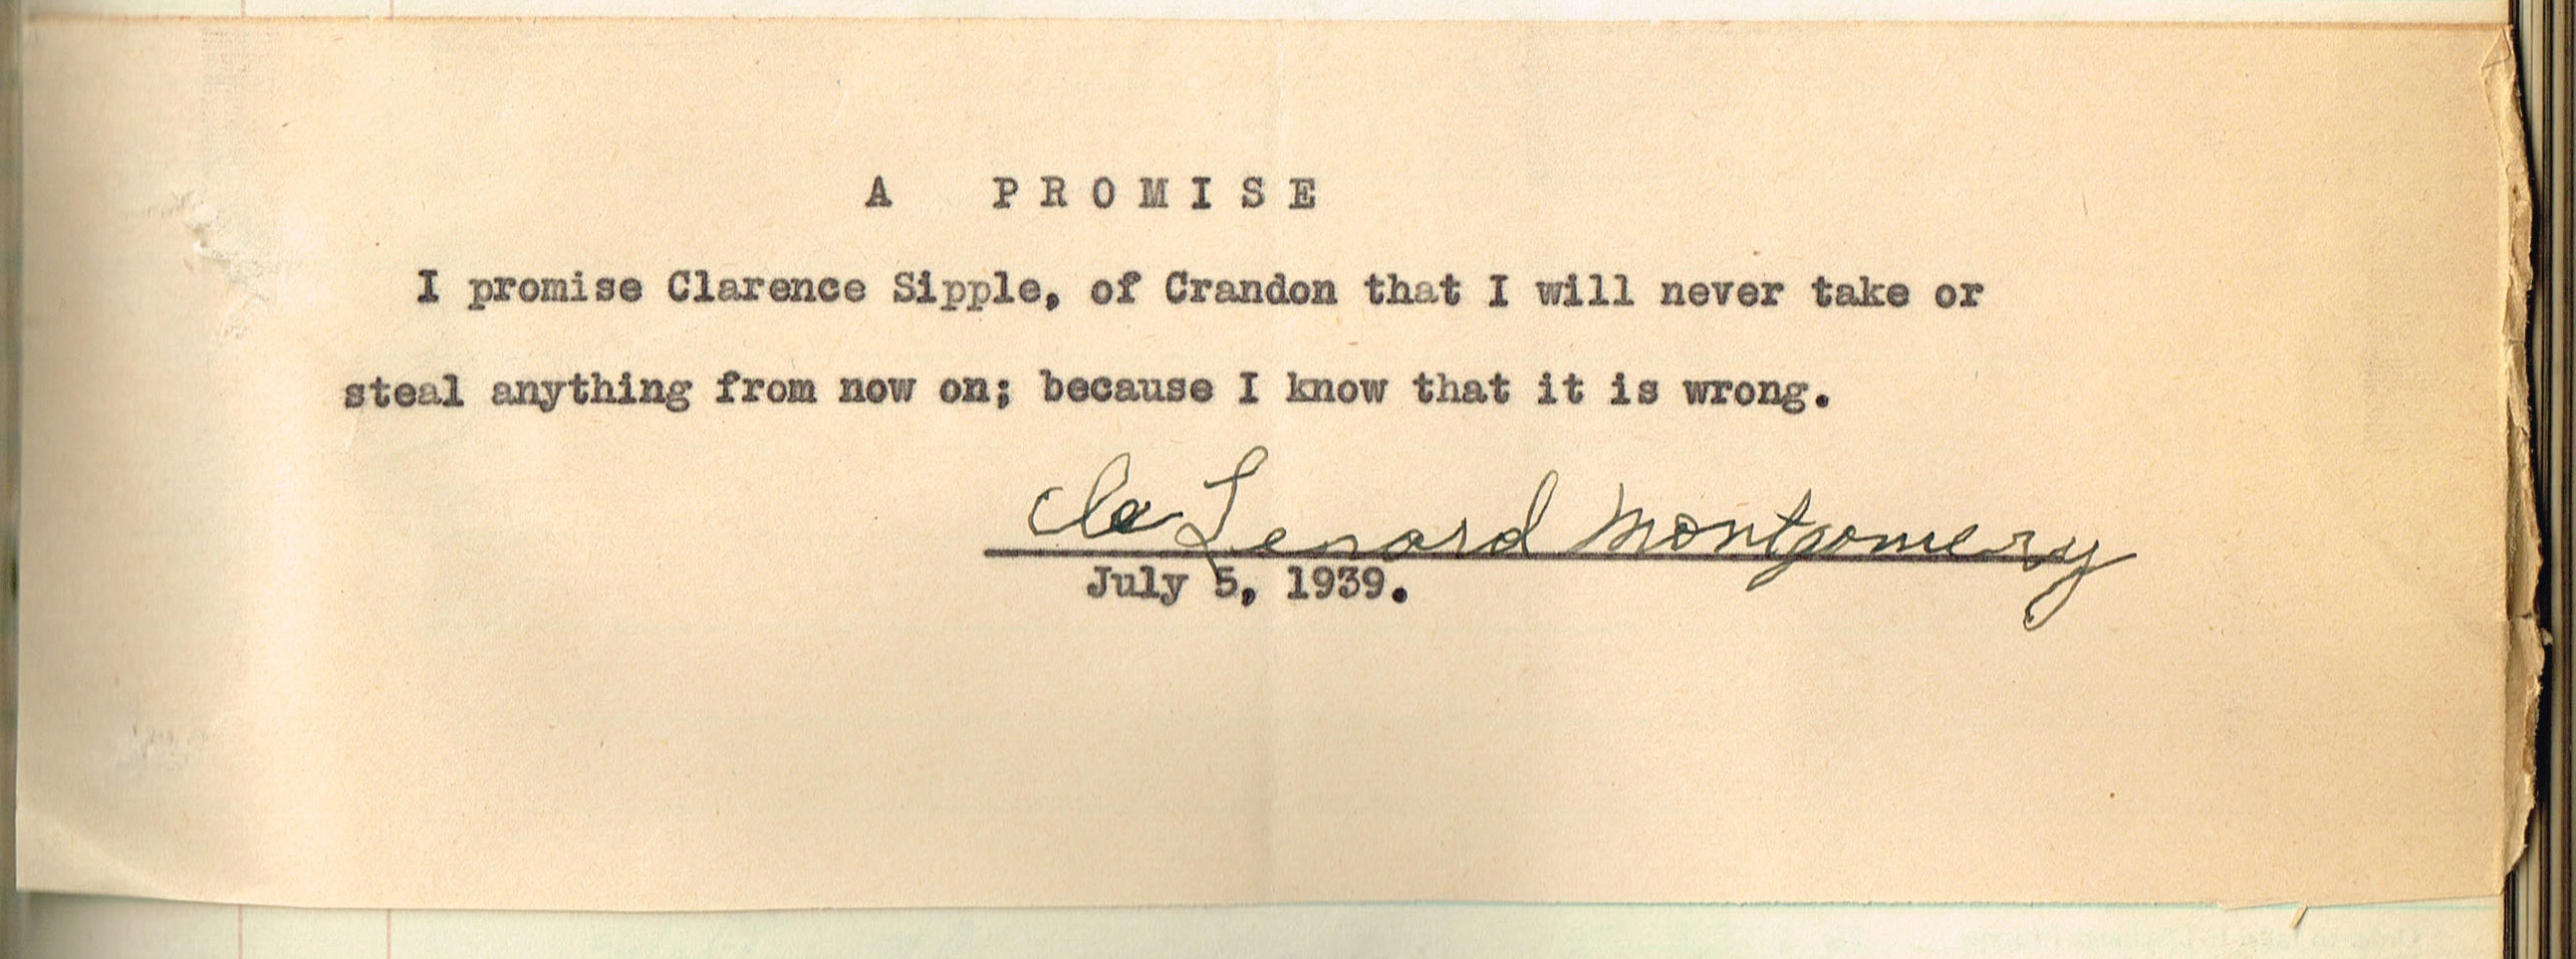 A PROMISE
I promise Clarence Sipple, of Crandon that I will never take or
steal anything from now on; because I know that it is wrong.
Lenard Montgomery
July 5, 1939.